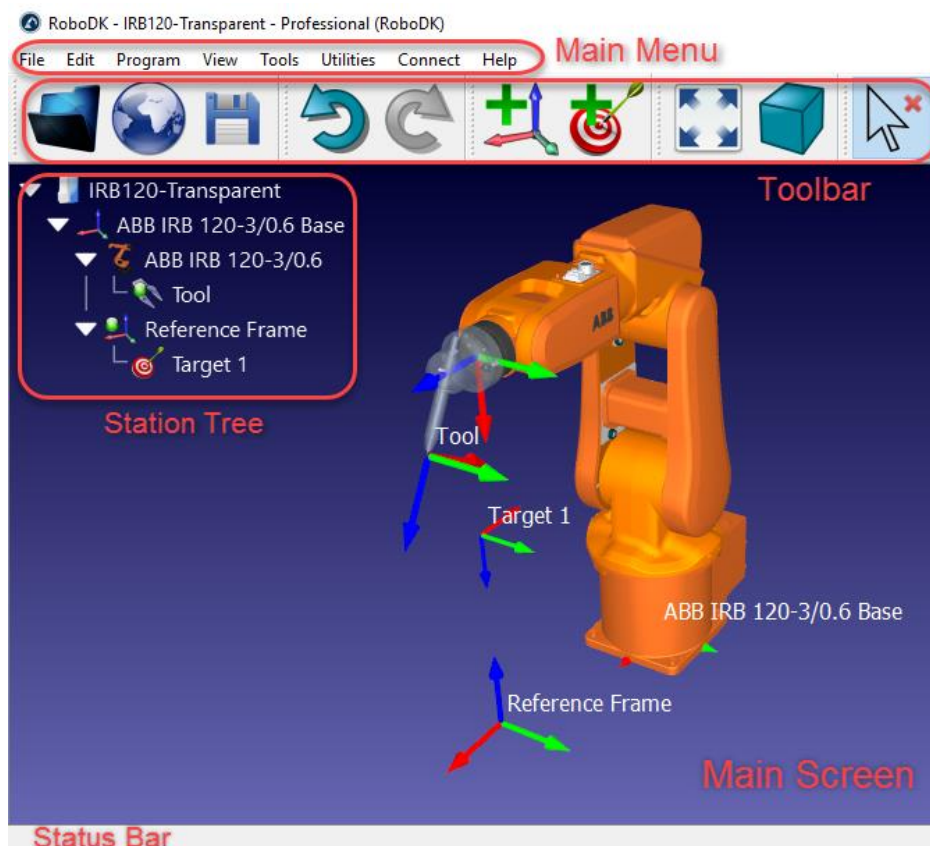 RoboDK - IRB120-Transparent - Professional (RoboDK)
File Edit Program View Tools Utilities Connect Help
Main Menu
Toolbar
IRB120-Transparent
ABB IRB 120-3/0.6 Base
ABB IRB 120-3/0.6
Tool
Reference Frame
Target 1
Station Tree
ABB
Tool
Target 1
ABB IRB 120-3/0.6 Base
Reference Frame
Main Screen
Status Bar